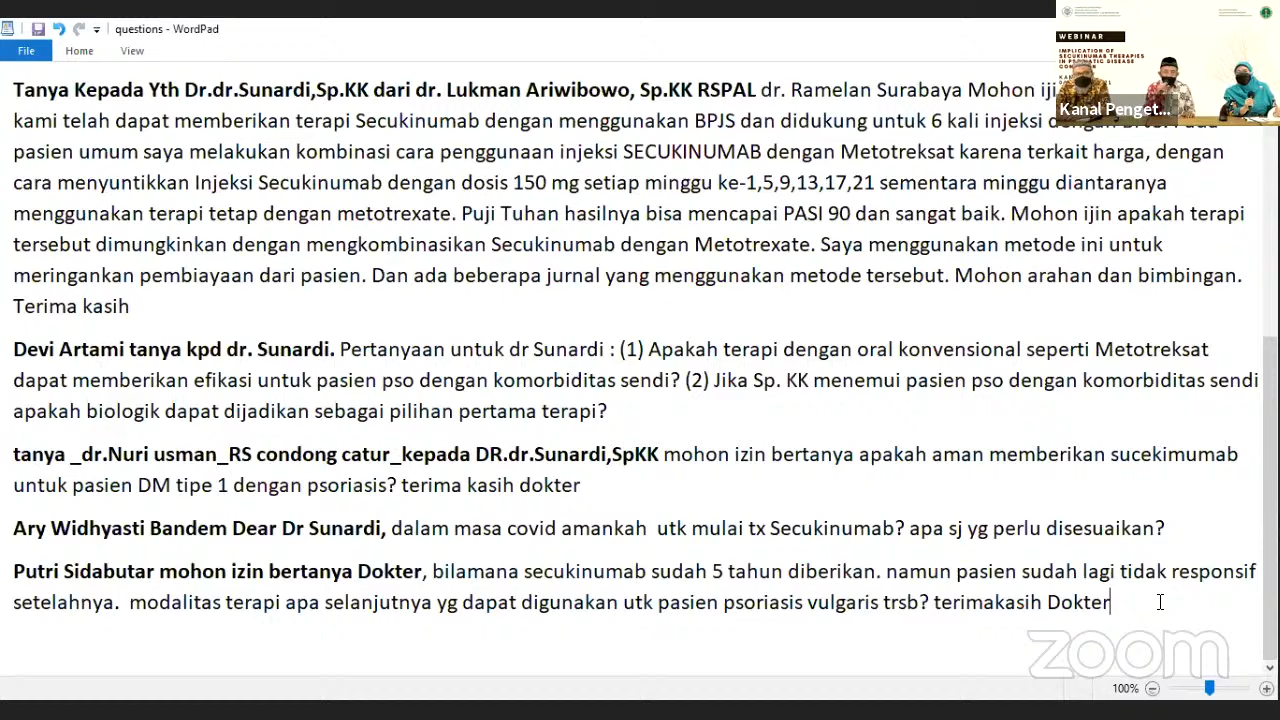 questions - WordPad
File Home View
WEBINAR
IMPLICATION OF
SECUKINUMAB THERAPIES
Kanal Penget...
Tanya Kepada Yth Dr.dr.Sunardi,Sp.KK dari dr. Lukman Ariwibowo, Sp.KK RSPAL dr. Ramelan Surabaya Mohon
kami telah dapat memberikan terapi Secukinumab dengan menggunakan BPJS dan didukung untuk 6 kali injeksi
pasien umum saya melakukan kombinasi cara penggunaan injeksi SECUKINUMAB dengan Metotreksat karena terkait harga, dengan
cara menyuntikkan Injeksi Secukinumab dengan dosis 150 mg setiap minggu ke-1,5,9,13,17,21 sementara minggu diantaranya
menggunakan terapi tetap dengan metotrexate. Puji Tuhan hasilnya bisa mencapai PASI 90 dan sangat baik. Mohon ijin apakah terapi
tersebut dimungkinkan dengan mengkombinasikan Secukinumab dengan Metotrexate. Saya menggunakan metode ini untuk
meringankan pembiayaan dari pasien. Dan ada beberapa jurnal yang menggunakan metode tersebut. Mohon arahan dan bimbingan.
Terima kasih
Devi Artami tanya kpd dr. Sunardi. Pertanyaan untuk dr Sunardi : (1) Apakah terapi dengan oral konvensional seperti Metotreksat
dapat memberikan efikasi untuk pasien pso dengan komorbiditas sendi? (2) Jika Sp. KK menemui pasien pso dengan komorbiditas sendi
apakah biologik dapat dijadikan sebagai pilihan pertama terapi?
tanya _dr.Nuri usman_RS condong catur_kepada DR.dr.Sunardi,SpKK mohon izin bertanya apakah aman memberikan sucekimumab
untuk pasien DM tipe 1 dengan psoriasis? terima kasih dokter
Ary Widhyasti Bandem Dear Dr Sunardi, dalam masa covid amankah utk mulai tx Secukinumab? apa sj yg perlu disesuaikan?
Putri Sidabutar mohon izin bertanya Dokter, bilamana secukinumab sudah 5 tahun diberikan. namun pasien sudah lagi tidak responsif
setelahnya. modalitas terapi apa selanjutnya yg dapat digunakan utk pasien psoriasis vulgaris trsb? terimakasih Dokter
zoom
100%